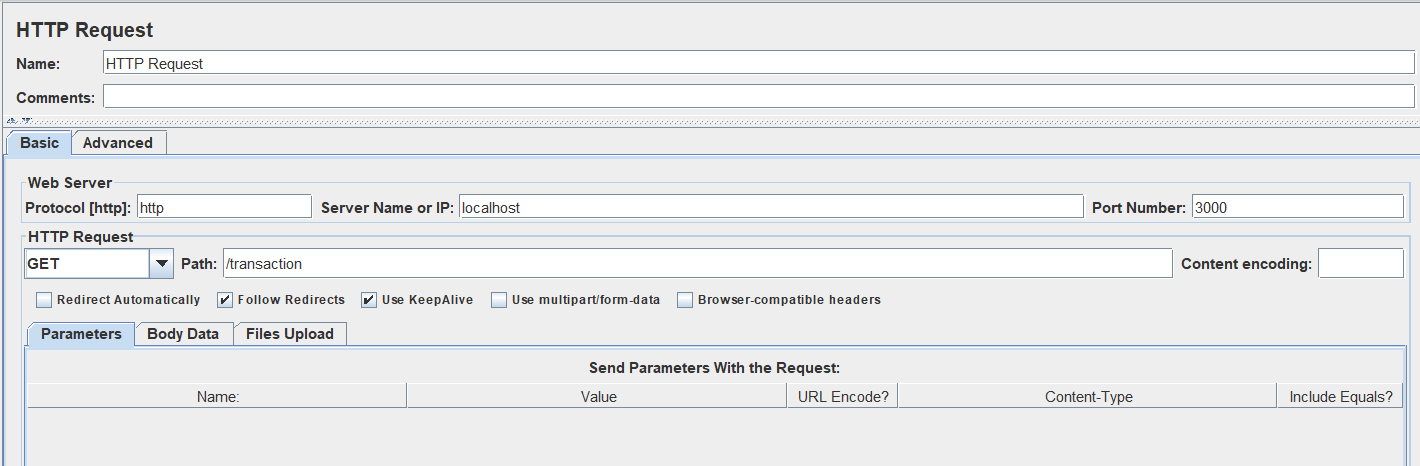 HTTP Request
Name: HTTP Request
Comments:
Basic Advanced
Web Server
Protocol [http]: http Server Name or IP: localhost Port Number: 3000
HTTP Request
GET Path: /transaction Content encoding:
Redirect Automatically Follow Redirects Use KeepAlive Use multipart/form-data Browser-compatible headers
Parameters Body Data Files Upload
Send Parameters With the Request:
Name: Value URL Encode? Content-Type Include Equals?